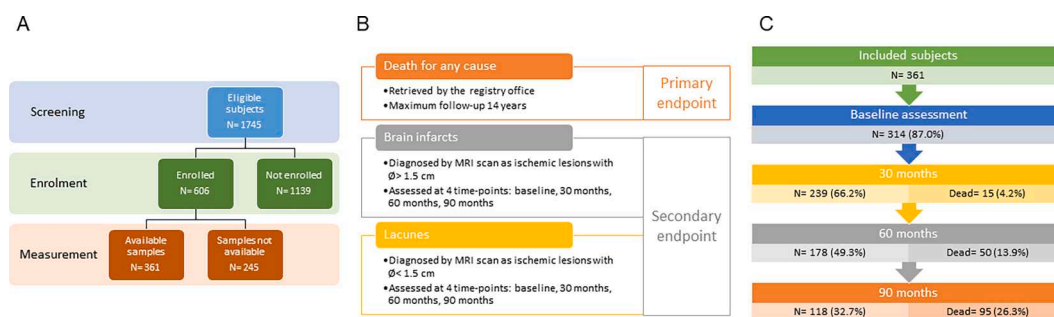 A
Screening
Eligible
subjects
N= 1745
Enrolment
Enrolled
N= 606
Not enrolled
N= 1139
Measurement
Available
samples
N= 361
Samples not
available
N= 245
B
Death for any cause
•Retrieved by the registry office
•Maximum follow-up 14 years
Primary
endpoint
Brain infarcts
•Diagnosed by MRI scan as ischemic lesions with
Ø> 1.5 cm
•Assessed at 4 time-points: baseline, 30 months,
60 months, 90 months
Lacunes
•Diagnosed by MRI scan as ischemic lesions with
Ø< 1.5 cm
•Assessed at 4 time-points: baseline, 30 months,
60 months, 90 months
Secondary
endpoint
C
Included subjects
N= 361
Baseline assessment
N= 314 (87.0%)
30 months
N= 239 (66.2%) Dead= 15 (4.2%)
60 months
N= 178 (49.3%) Dead= 50 (13.9%)
90 months
N= 118 (32.7%) Dead= 95 (26.3%)